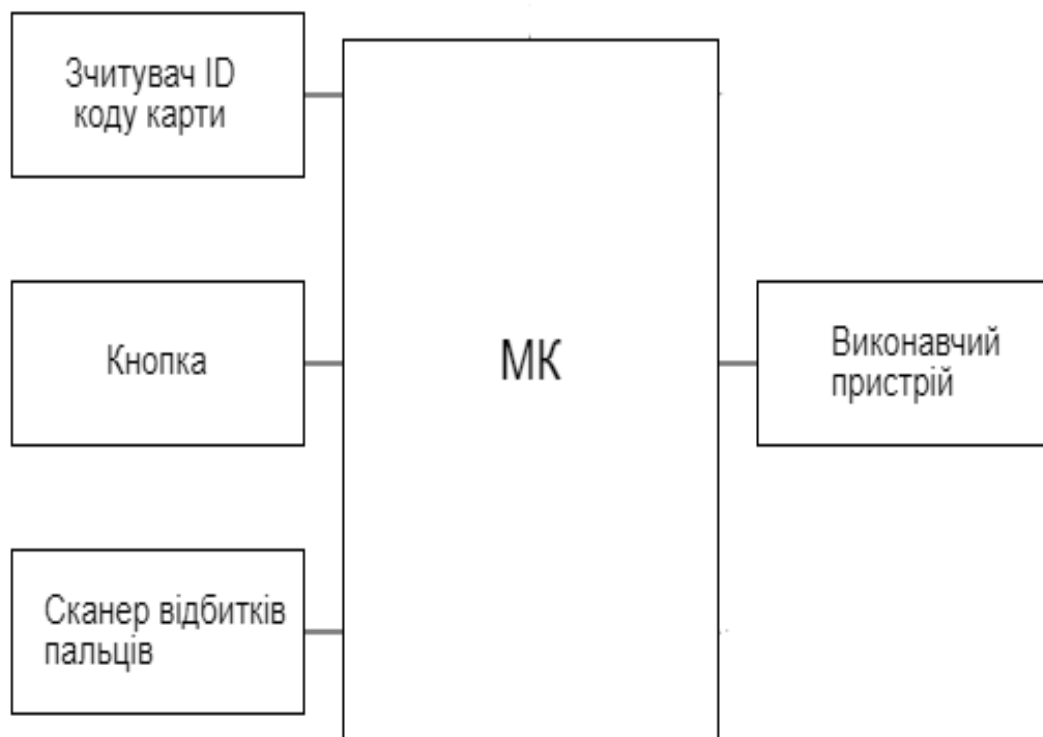 Зчитувач ID
коду карти
Кнопка
МК
Виконавчий
пристрій
Сканер відбитків
пальців